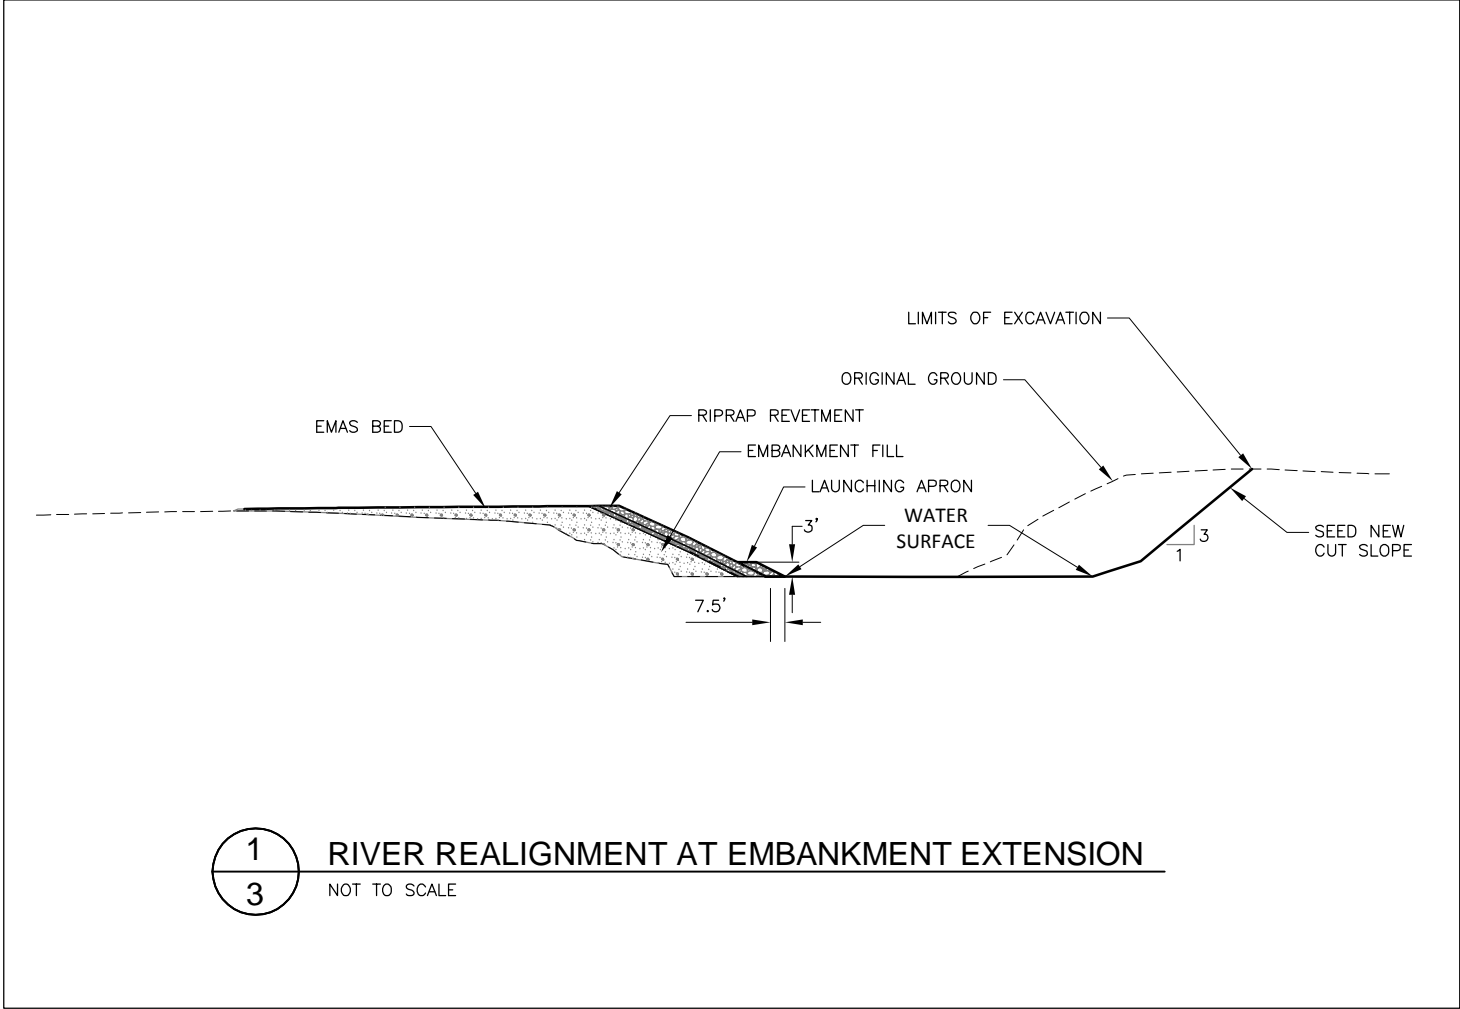 LIMITS OF EXCAVATION
ORIGINAL GROUND
RIPRAP REVETMENT
EMAS BED
EMBANKMENT FILL
LAUNCHING APRON
WATER
SURFACE
3'
3
1
SEED NEW
CUT SLOPE
7.5'
1
3
RIVER REALIGNMENT AT EMBANKMENT EXTENSION
NOT TO SCALE